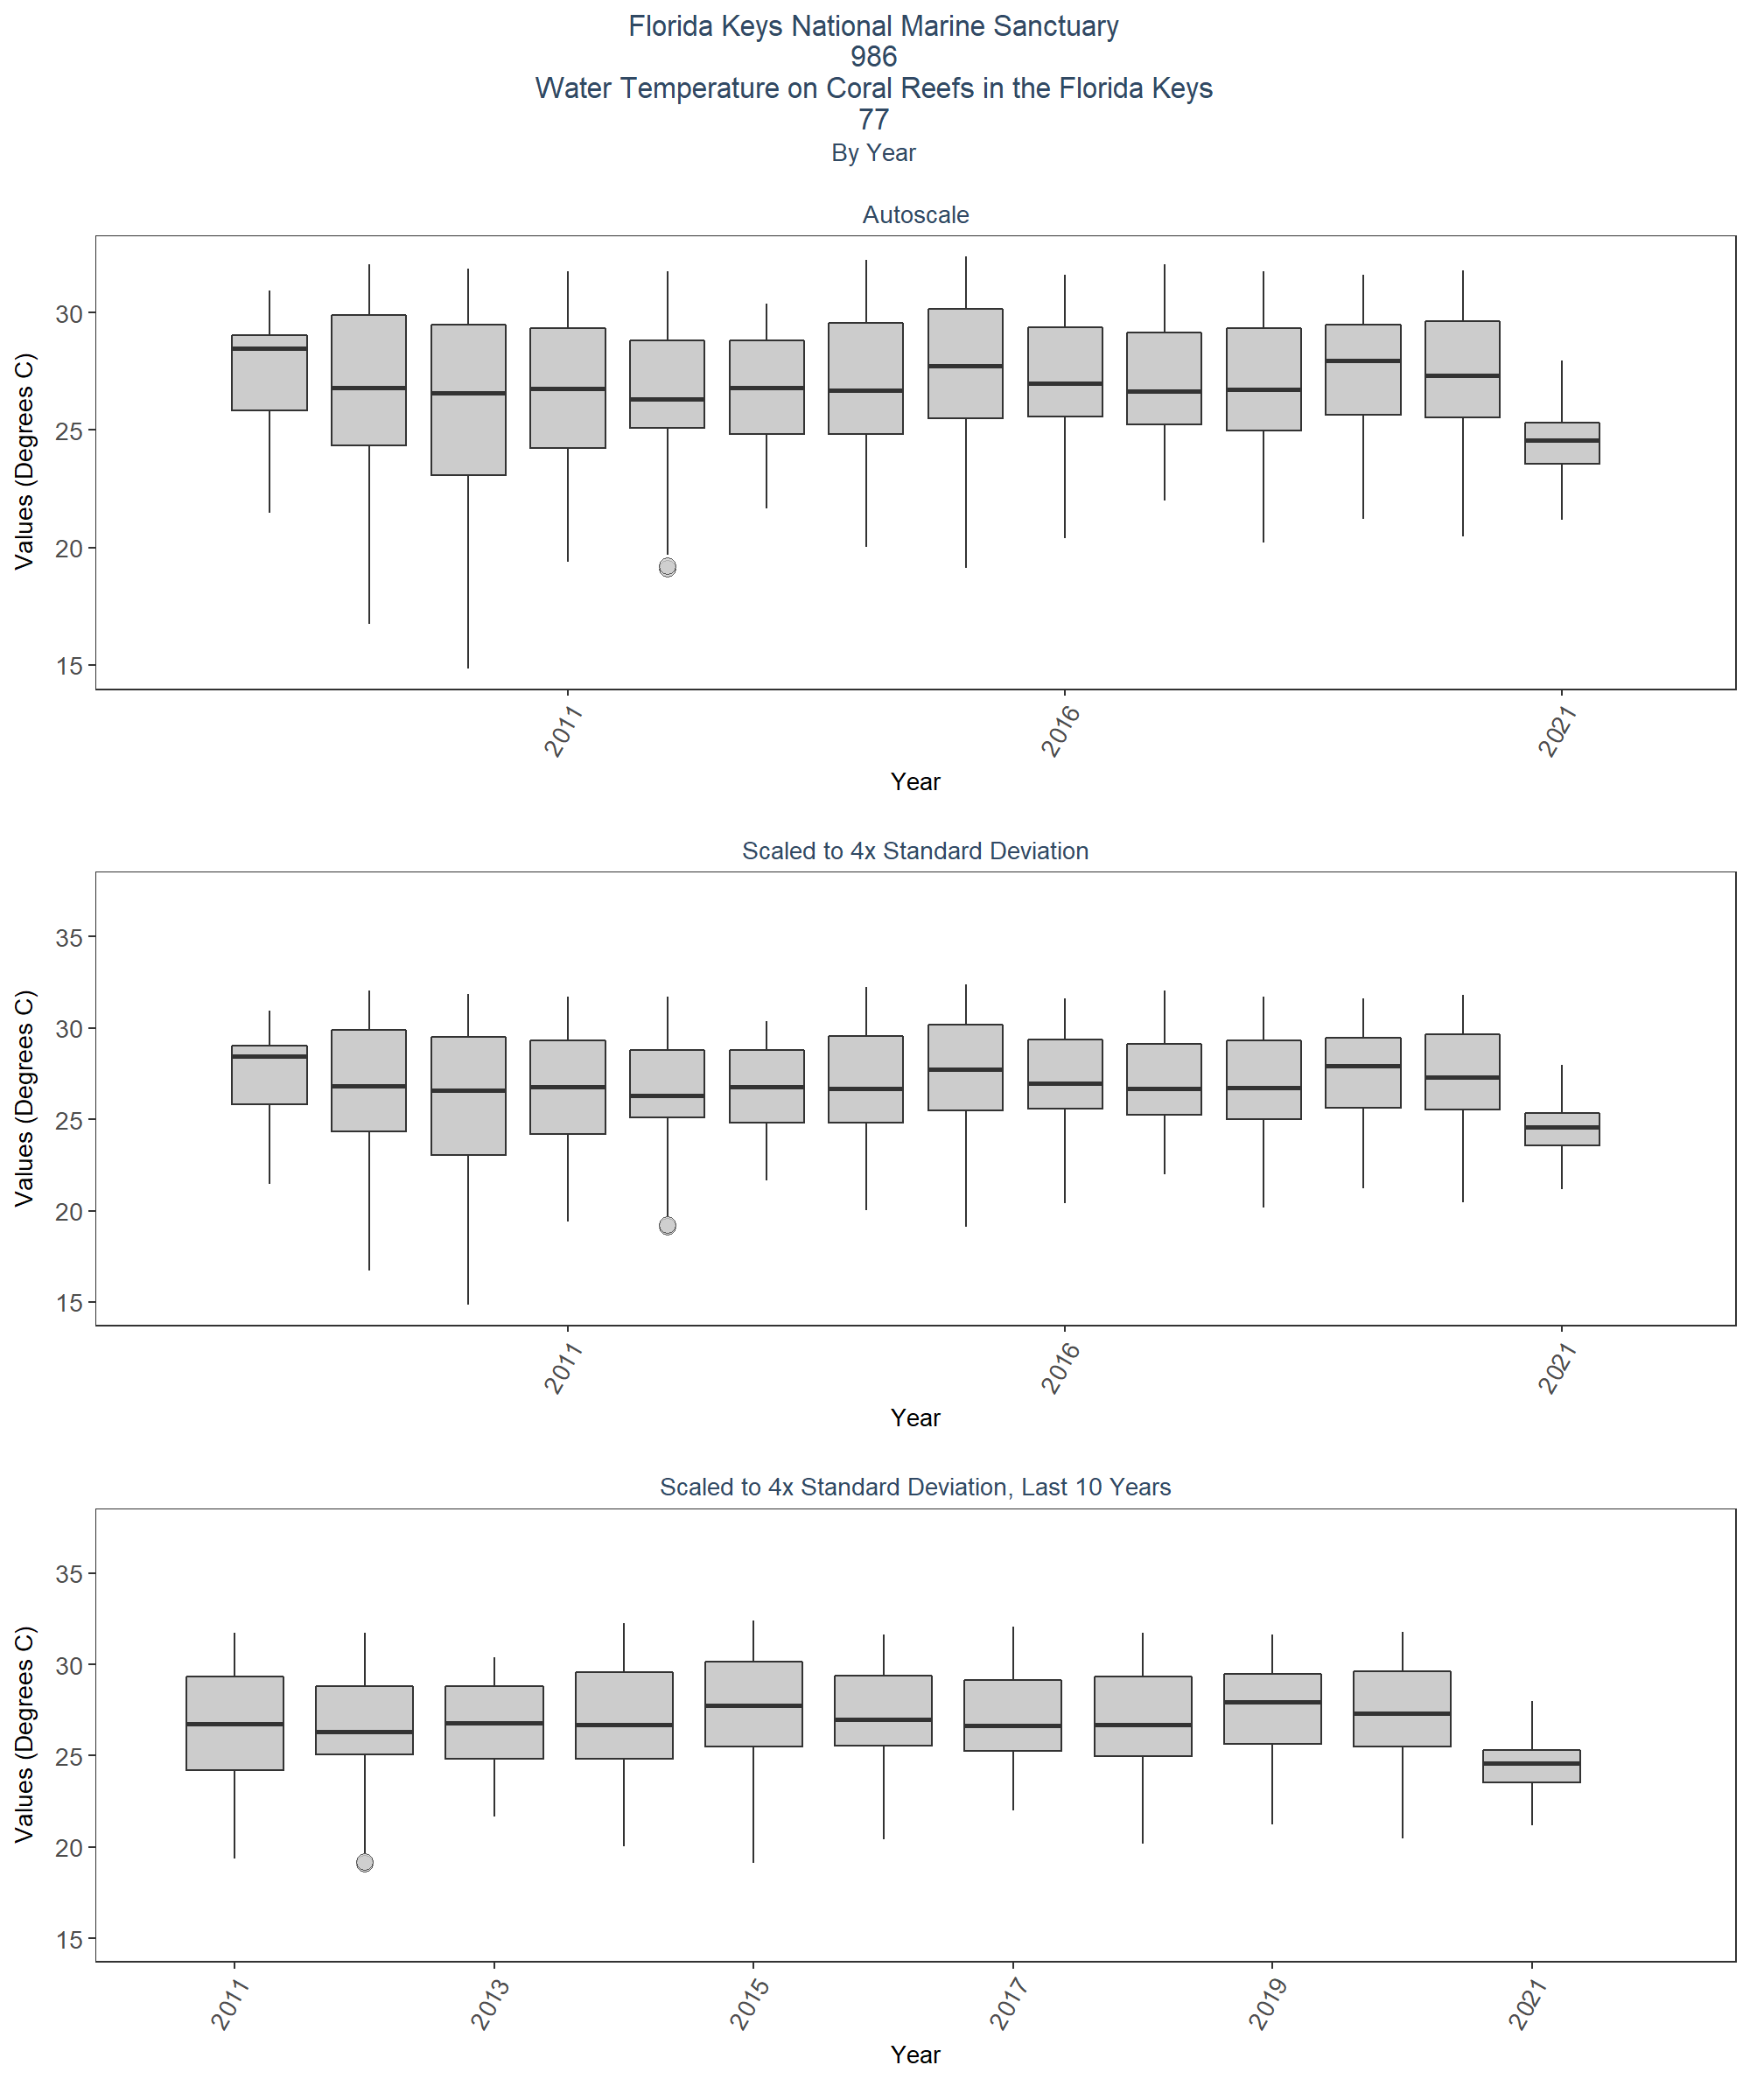 Florida Keys National Marine Sanctuary
986
Water Temperature on Coral Reefs in the Florida Keys
77
By Year
Autoscale
Values (Degrees C)
30
25
20
15
2011
2016
2021
Year
Scaled to 4x Standard Deviation
Values (Degrees C)
35
30
25
20
15
2011
2016
2021
Year
Scaled to 4x Standard Deviation, Last 10 Years
Values (Degrees C)
35
30
25
20
15
2011
2013
2015
2017
2019
2021
Year